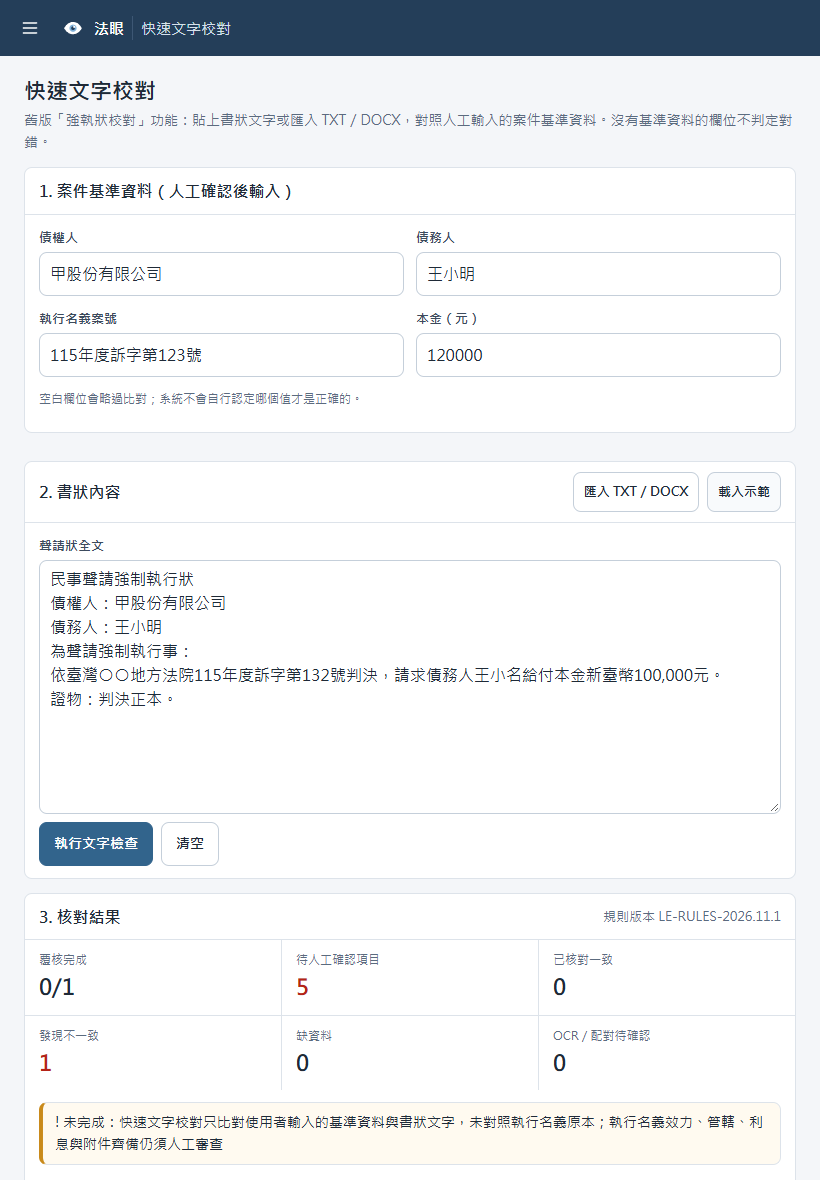 法眼 快速文字校對
快速文字校對
舊版「強執狀校對」功能：貼上書狀文字或匯入 TXT / DOCX，對照人工輸入的案件基準資料。沒有基準資料的欄位不判定對
錯。
1. 案件基準資料（人工確認後輸入）
債權人 債務人
甲股份有限公司 王小明
執行名義案號 本金（元）
115年度訴字第123號 120000
空白欄位會略過比對；系統不會自行認定哪個值才是正確的。
2. 書狀內容 匯入 TXT / DOCX 載入示範
聲請狀全文
民事聲請強制執行狀
債權人：甲股份有限公司
債務人：王小明
為聲請強制執行事：
依臺灣○○地方法院115年度訴字第132號判決，請求債務人王小名給付本金新臺幣100,000元。
證物：判決正本。
執行文字檢查 清空
3. 核對結果 規則版本 LE-RULES-2026.11.1
覆核完成 待人工確認項目 已核對一致
0/1 5 0
發現不一致 缺資料 OCR / 配對待確認
1 0 0
! 未完成：快速文字校對只比對使用者輸入的基準資料與書狀文字，未對照執行名義原本；執行名義效力、管轄、利
息與附件齊備仍須人工審查